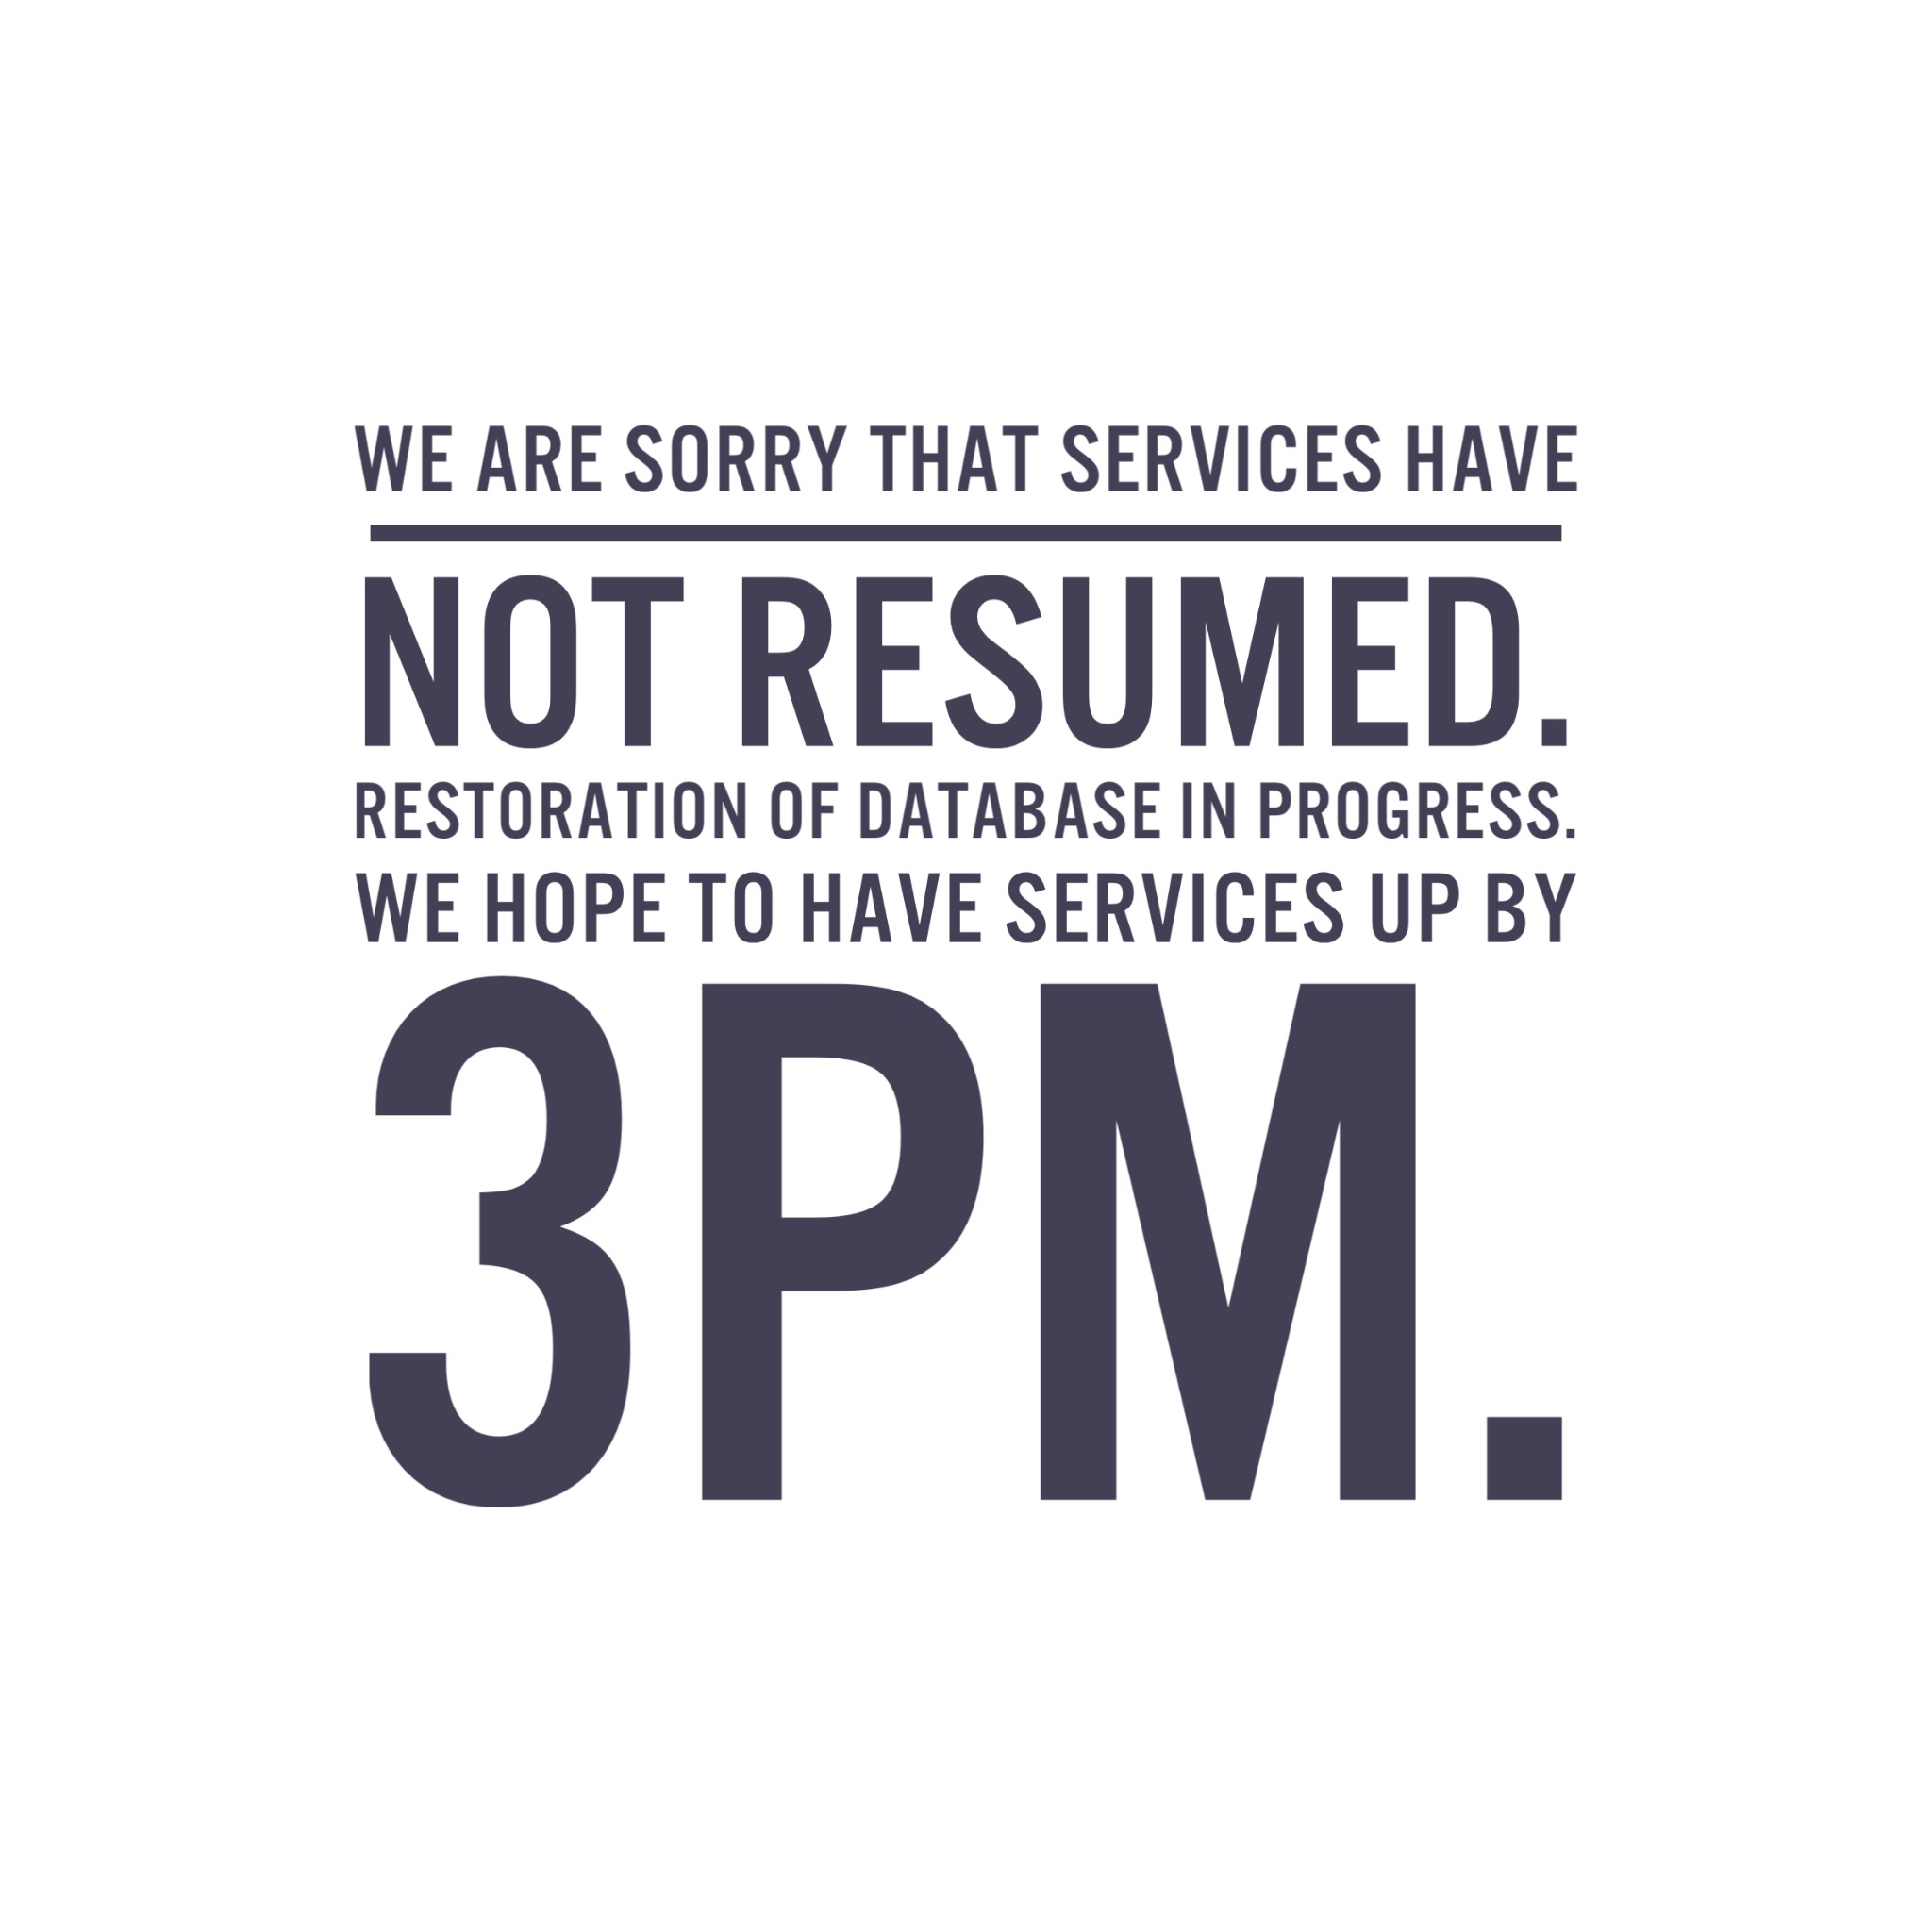 WE ARE SORRY THAT SERVICES HAVE
NOT RESUMED.
RESTORATION OF DATABASE IN PROGRESS.
WE HOPE TO HAVE SERVICES UP BY
3PM.